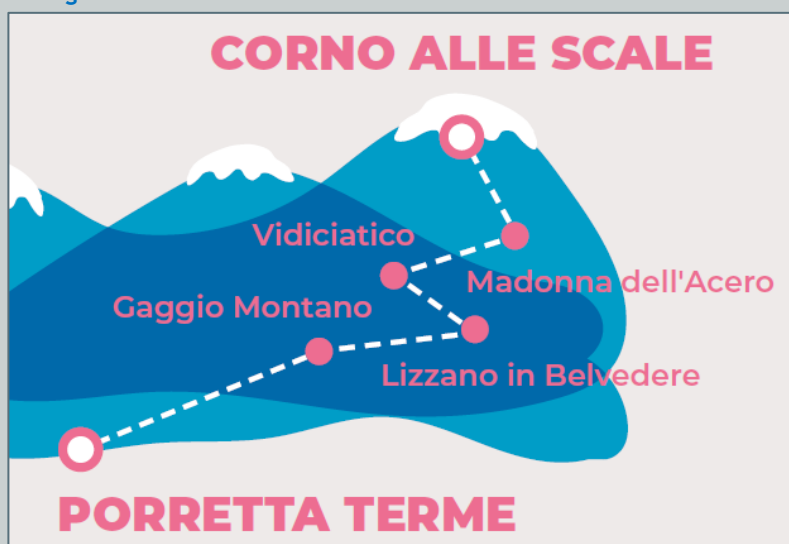 CORNO ALLE SCALE
Vidiciatico
Madonna dell'Acero
Gaggio Montano
Lizzano in Belvedere
PORRETTA TERME